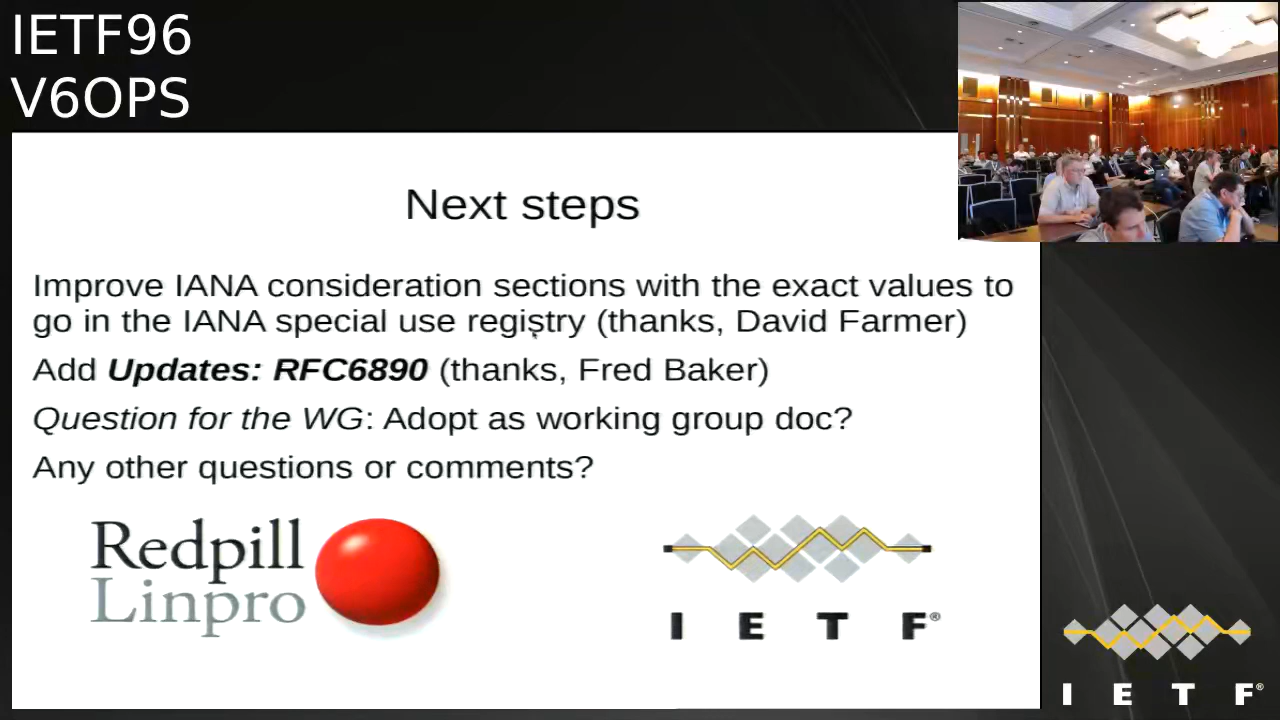 IETF96
V6OPS
Next steps
Improve IANA consideration sections with the exact values to
go in the IANA special use registry (thanks, David Farmer)
Add Updates: RFC6890 (thanks, Fred Baker)
Question for the WG: Adopt as working group doc?
Any other questions or comments?
Redpill
Linpro
I E T F®
I E T F®